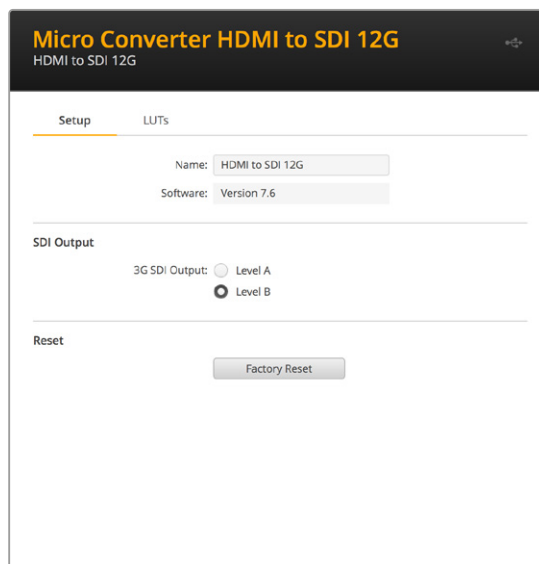 Micro Converter HDMI to SDI 12G
HDMI to SDI 12G
Setup LUTs
Name: HDMI to SDI 12G
Software: Version 7.6
SDI Output
3G SDI Output: Level A
Level B
Reset
Factory Reset